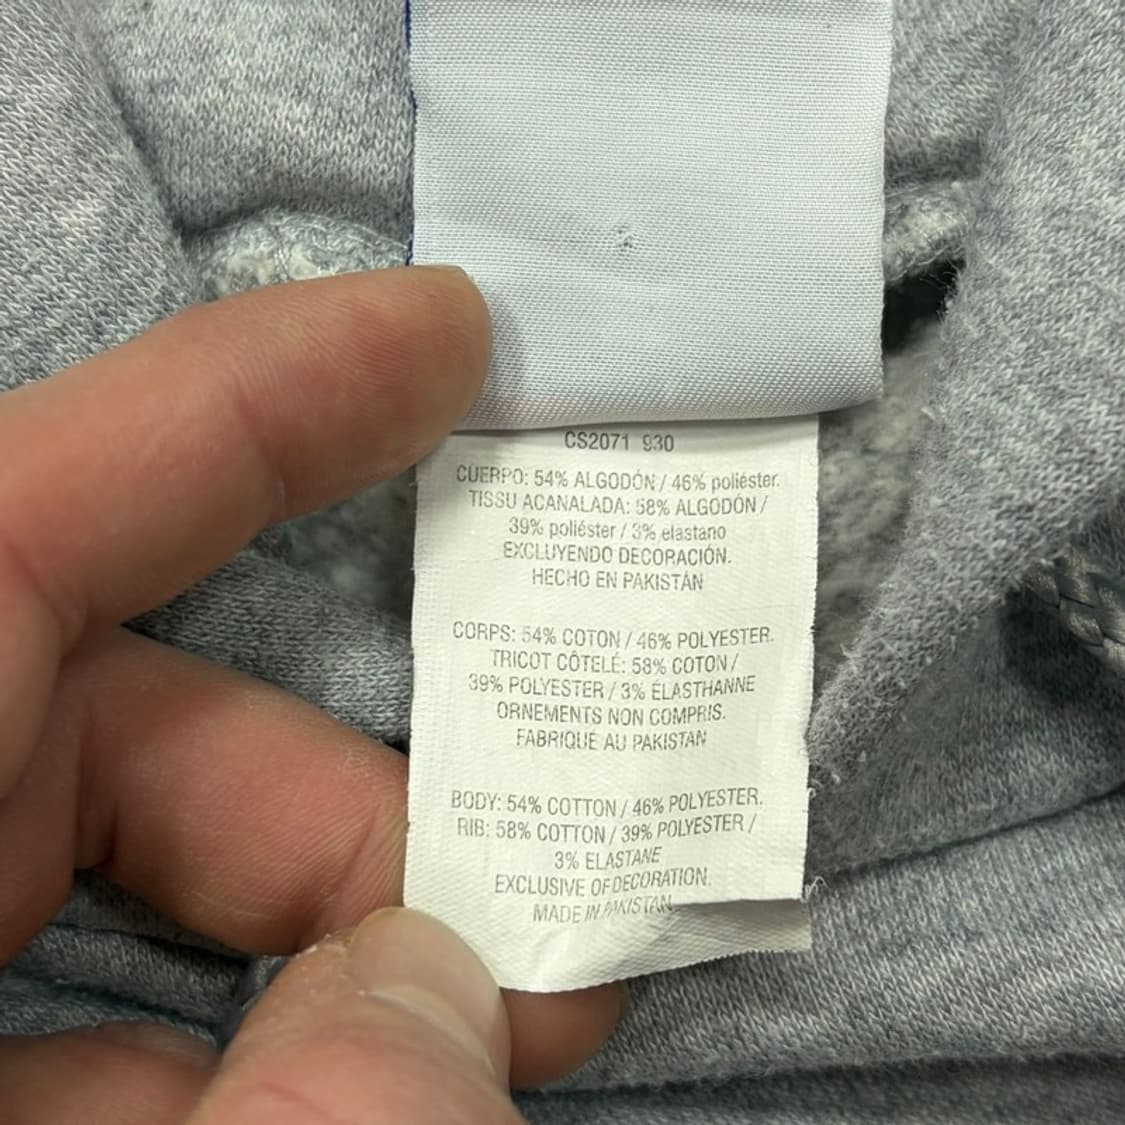 CS2071 930
CUERPO: 54% ALGODÓN / 46% poliéster.
TISSU ACANALADA: 58% ALGODÓN /
39% poliéster / 3% elastano
EXCLUYENDO DECORACIÓN.
HECHO EN PAKISTÁN
CORPS: 54% COTON / 46% POLYESTER.
TRICOT CÔTELÉ: 58% COTON /
39% POLYESTER / 3% ÉLASTHANNE
ORNEMENTS NON COMPRIS.
FABRIQUE AU PAKISTAN
BODY: 54% COTTON / 46% POLYESTER.
RIB: 58% COTTON / 39% POLYESTER /
3% ELASTANE
EXCLUSIVE OF DECORATION.
MADE IN PAKISTAN